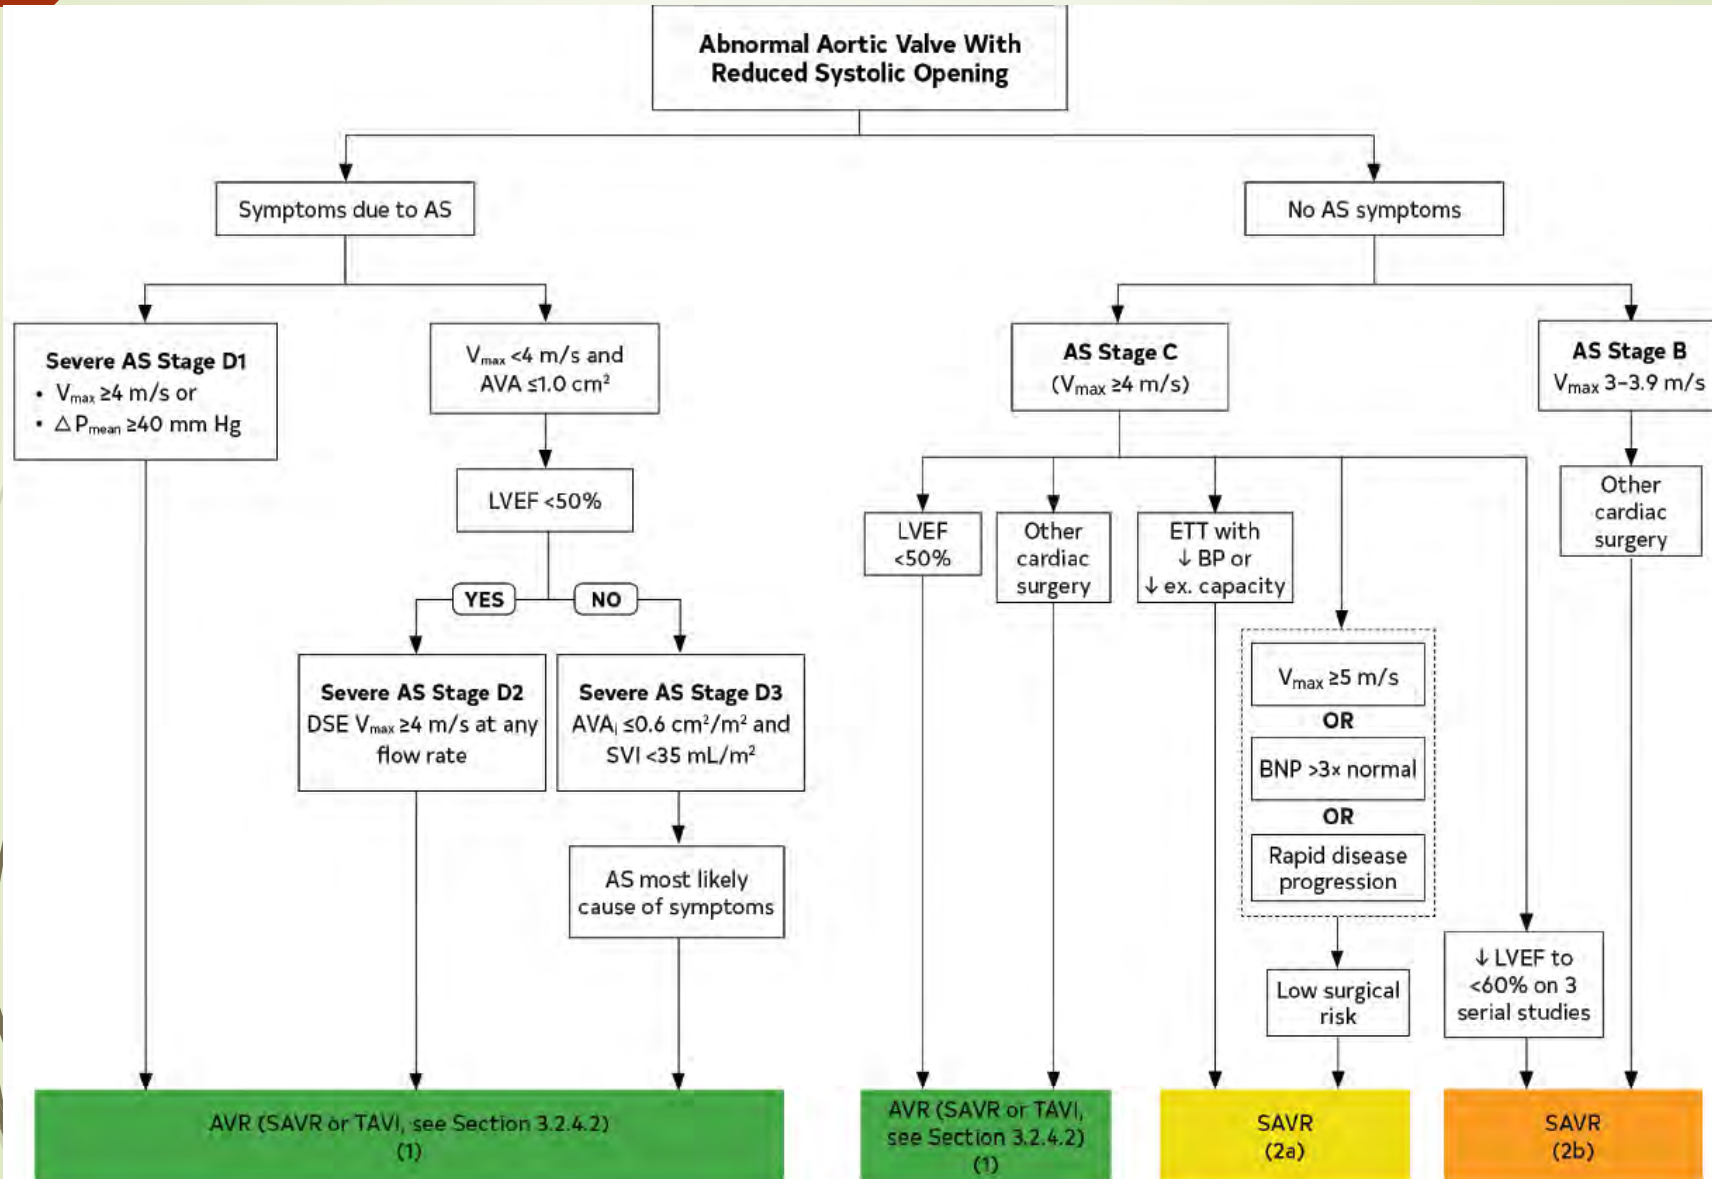 Abnormal Aortic Valve With
Reduced Systolic Opening
Symptoms due to AS
No AS symptoms
Severe AS Stage D1
• Vmax ≥4 m/s or
• △Pmean ≥40 mm Hg
Vmax <4 m/s and
AVA ≤1.0 cm²
LVEF <50%
YES
NO
Severe AS Stage D2
DSE Vmax ≥4 m/s at any
flow rate
Severe AS Stage D3
AVAi ≤0.6 cm²/m² and
SVI <35 mL/m²
AS most likely
cause of symptoms
AVR (SAVR or TAVI, see Section 3.2.4.2)
(1)
AS Stage C
(Vmax ≥4 m/s)
AS Stage B
Vmax 3–3.9 m/s
LVEF
<50%
Other
cardiac
surgery
ETT with
↓ BP or
↓ ex. capacity
Vmax ≥5 m/s
OR
BNP >3× normal
OR
Rapid disease
progression
Low surgical
risk
↓ LVEF to
<60% on 3
serial studies
Other
cardiac
surgery
AVR (SAVR or TAVI,
see Section 3.2.4.2)
(1)
SAVR
(2a)
SAVR
(2b)